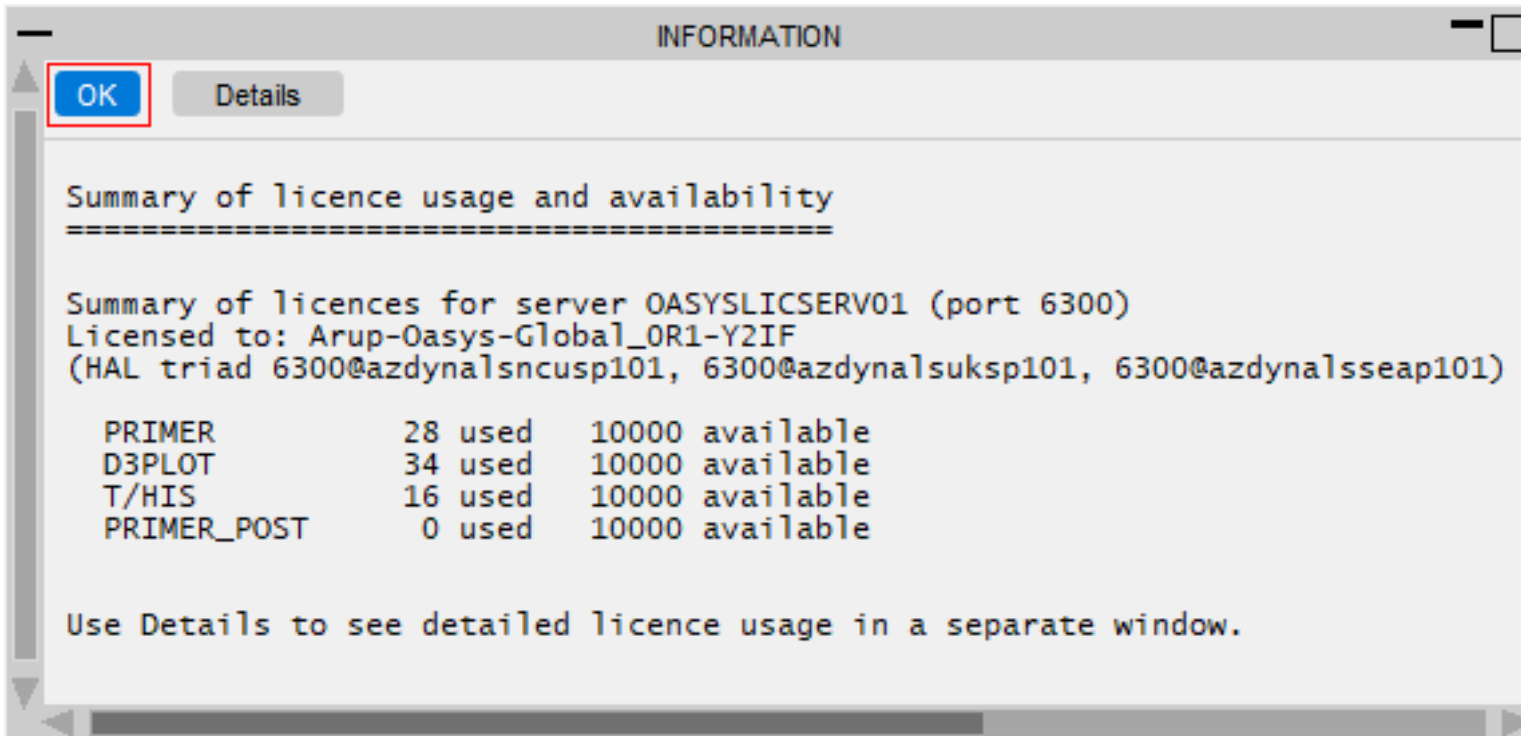 INFORMATION
OK Details
Summary of licence usage and availability
=========================================
Summary of licences for server OASYSLICSERV01 (port 6300)
Licensed to: Arup-Oasys-Global_OR1-Y2IF
(HAL triad 6300@azdynalsncusp101, 6300@azdynalsuksp101, 6300@azdynalsseap101)
PRIMER 28 used 10000 available
D3PLOT 34 used 10000 available
T/HIS 16 used 10000 available
PRIMER_POST 0 used 10000 available
Use Details to see detailed licence usage in a separate window.